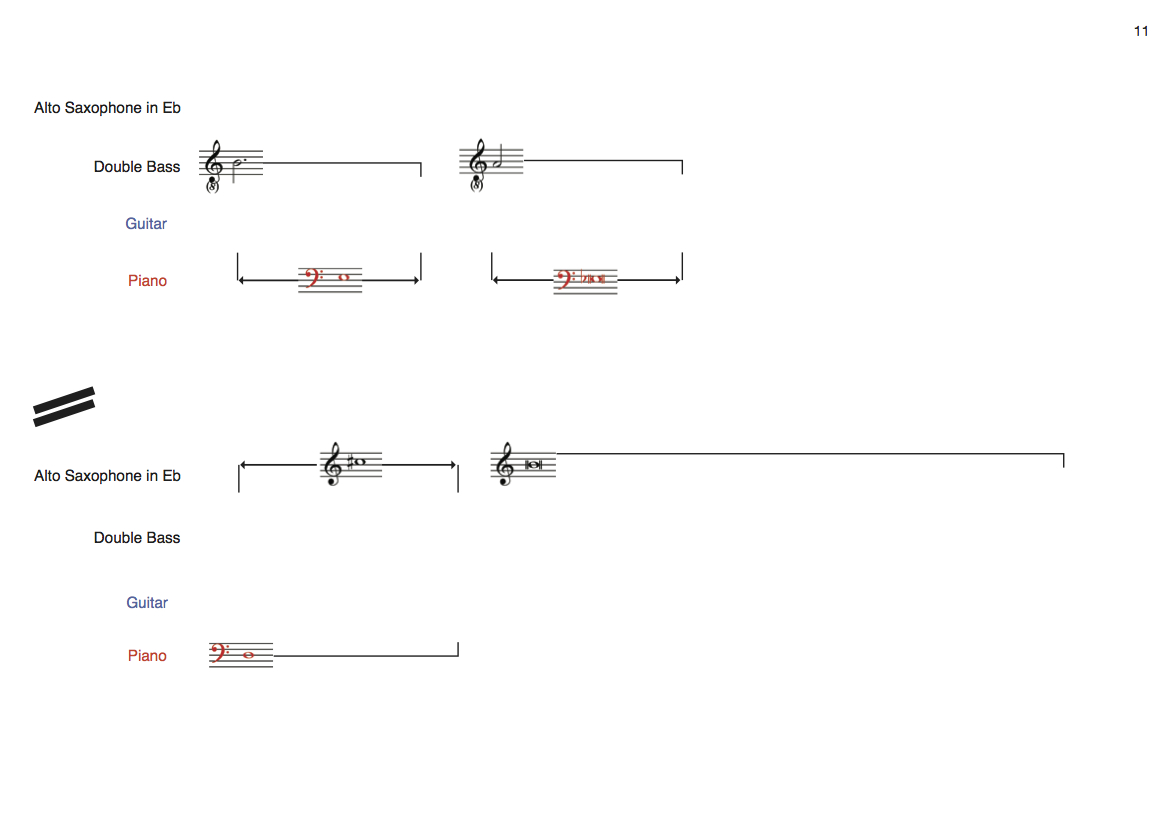 11
Alto Saxophone in Eb
Double Bass
Guitar
Piano
Alto Saxophone in Eb
Double Bass
Guitar
Piano